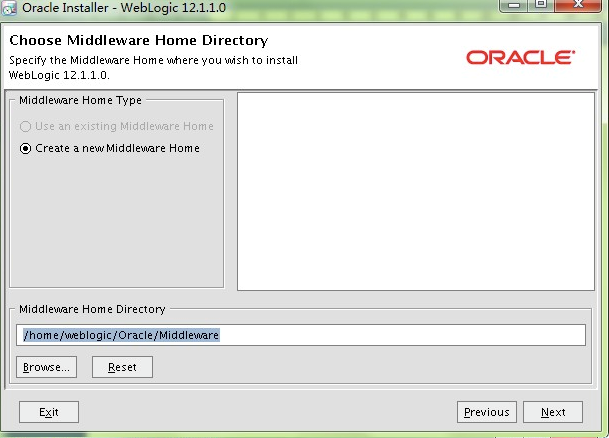 Oracle Installer - WebLogic 12.1.1.0
Choose Middleware Home Directory
Specify the Middleware Home where you wish to install
WebLogic 12.1.1.0.
ORACLE
Middleware Home Type
Use an existing Middleware Home
Create a new Middleware Home
Middleware Home Directory
/home/weblogic/Oracle/Middleware
Browse...
Reset
Exit
Previous
Next